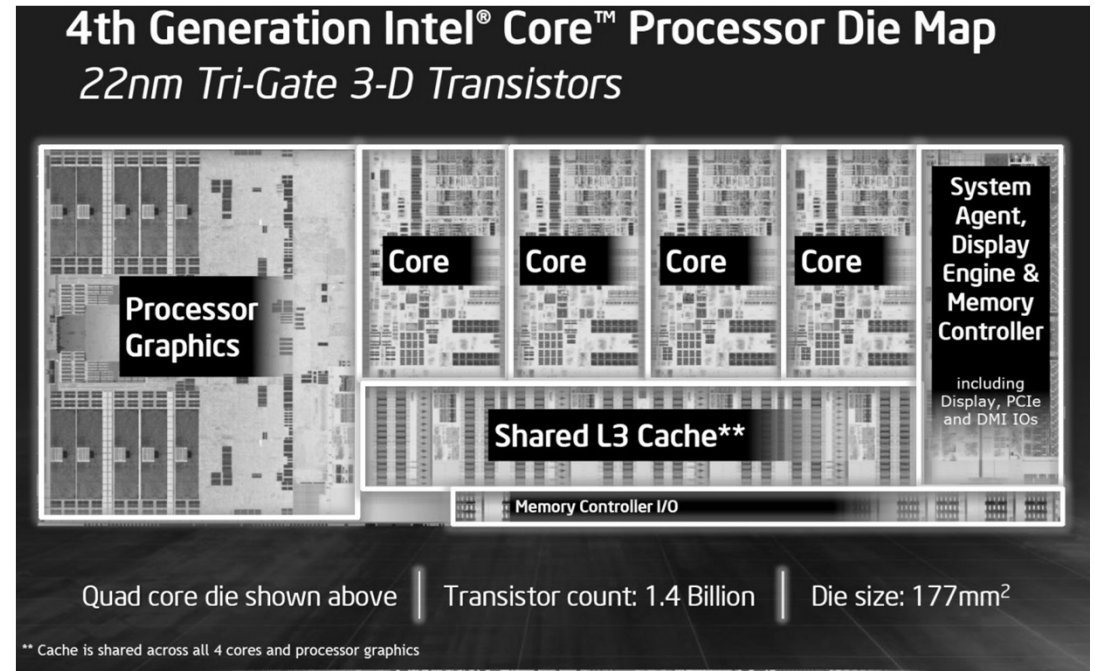 4th Generation Intel® Core™ Processor Die Map
22nm Tri-Gate 3-D Transistors
Processor
Graphics
Core
Core
Core
Core
System
Agent,
Display
Engine &
Memory
Controller
including
Display, PCIe
and DMI IOs
Shared L3 Cache**
Memory Controller I/O
Quad core die shown above
Transistor count: 1.4 Billion
Die size: 177mm²
** Cache is shared across all 4 cores and processor graphics